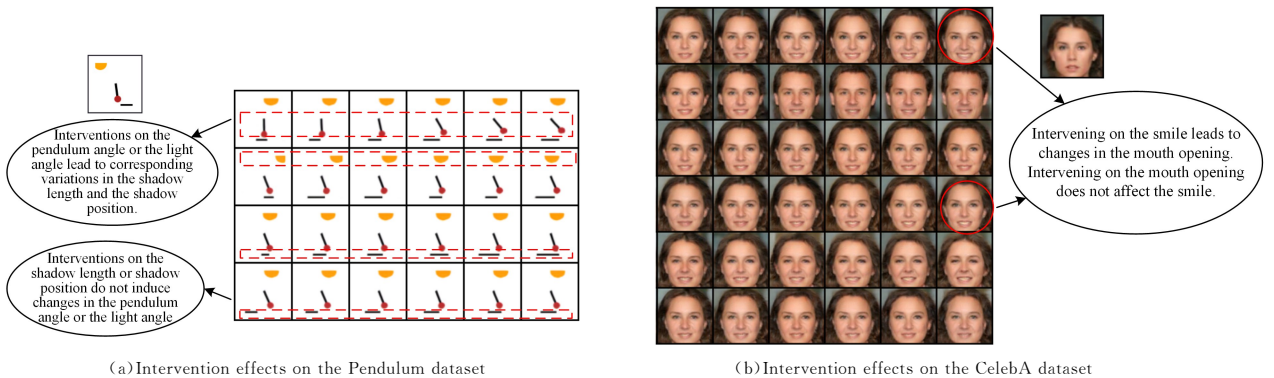 Interventions on the
pendulum angle or the light
angle lead to corresponding
variations in the shadow
length and the shadow
position.
Interventions on the
shadow length or shadow
position do not induce
changes in the pendulum
angle or the light angle
Intervening on the smile leads to
changes in the mouth opening.
Intervening on the mouth opening
does not affect the smile.
(a)Intervention effects on the Pendulum dataset
(b)Intervention effects on the CelebA dataset